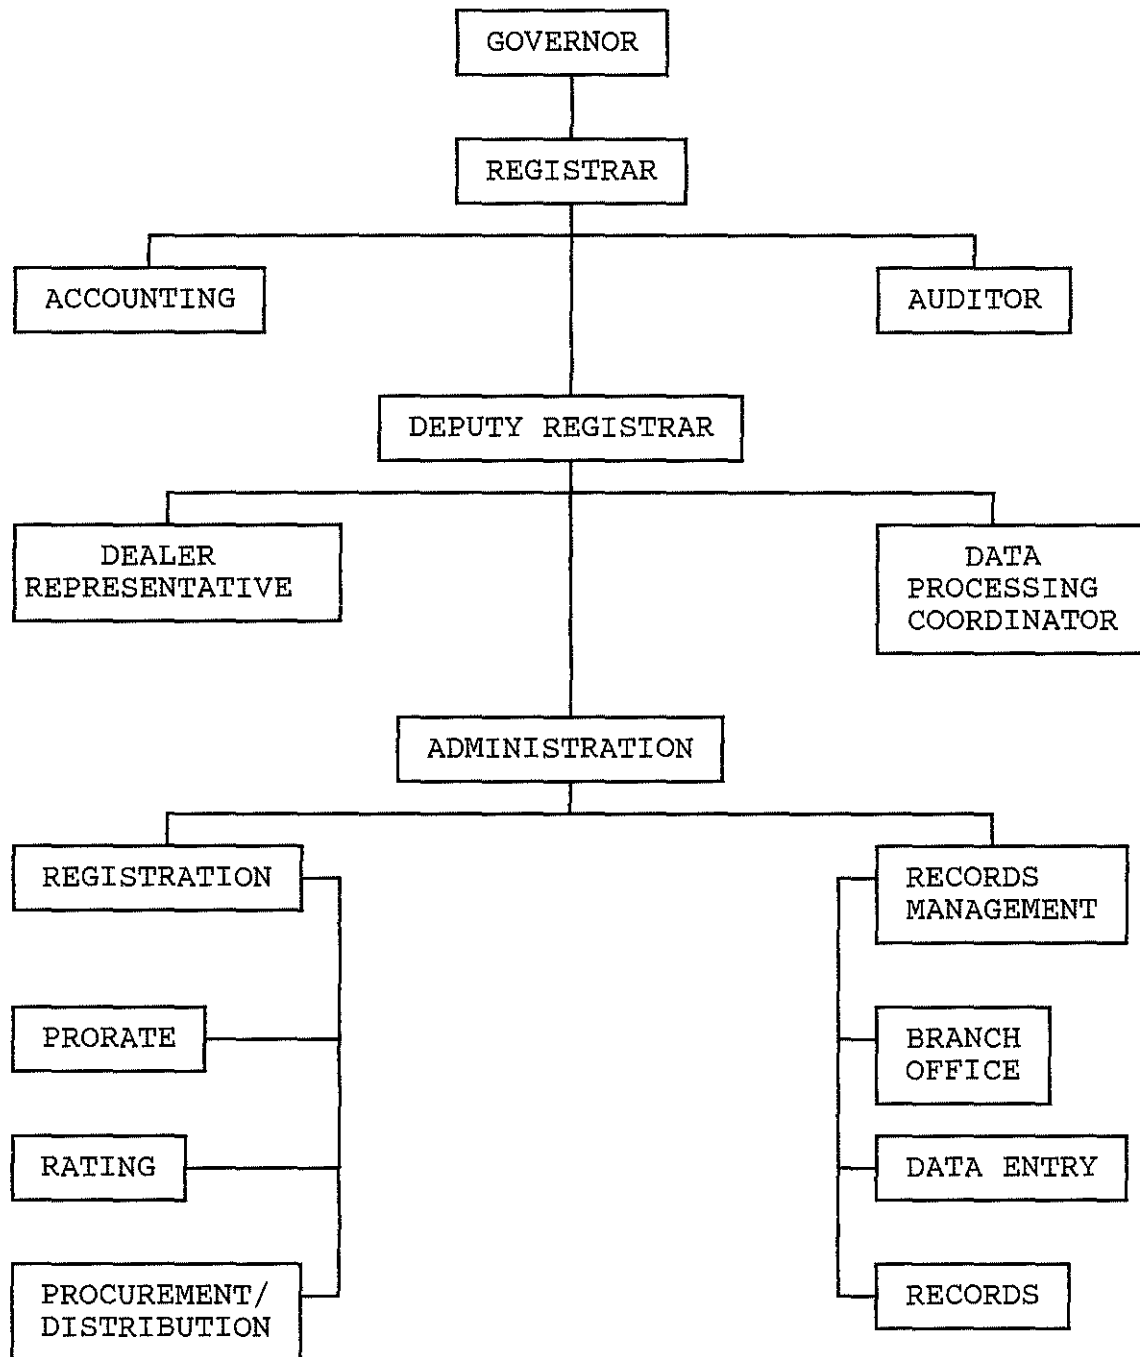 GOVERNOR
REGISTRAR
ACCOUNTING
AUDITOR
DEPUTY REGISTRAR
DEALER
REPRESENTATIVE
DATA
PROCESSING
COORDINATOR
ADMINISTRATION
REGISTRATION
RECORDS
MANAGEMENT
PRORATE
BRANCH
OFFICE
RATING
DATA ENTRY
PROCUREMENT/
DISTRIBUTION
RECORDS